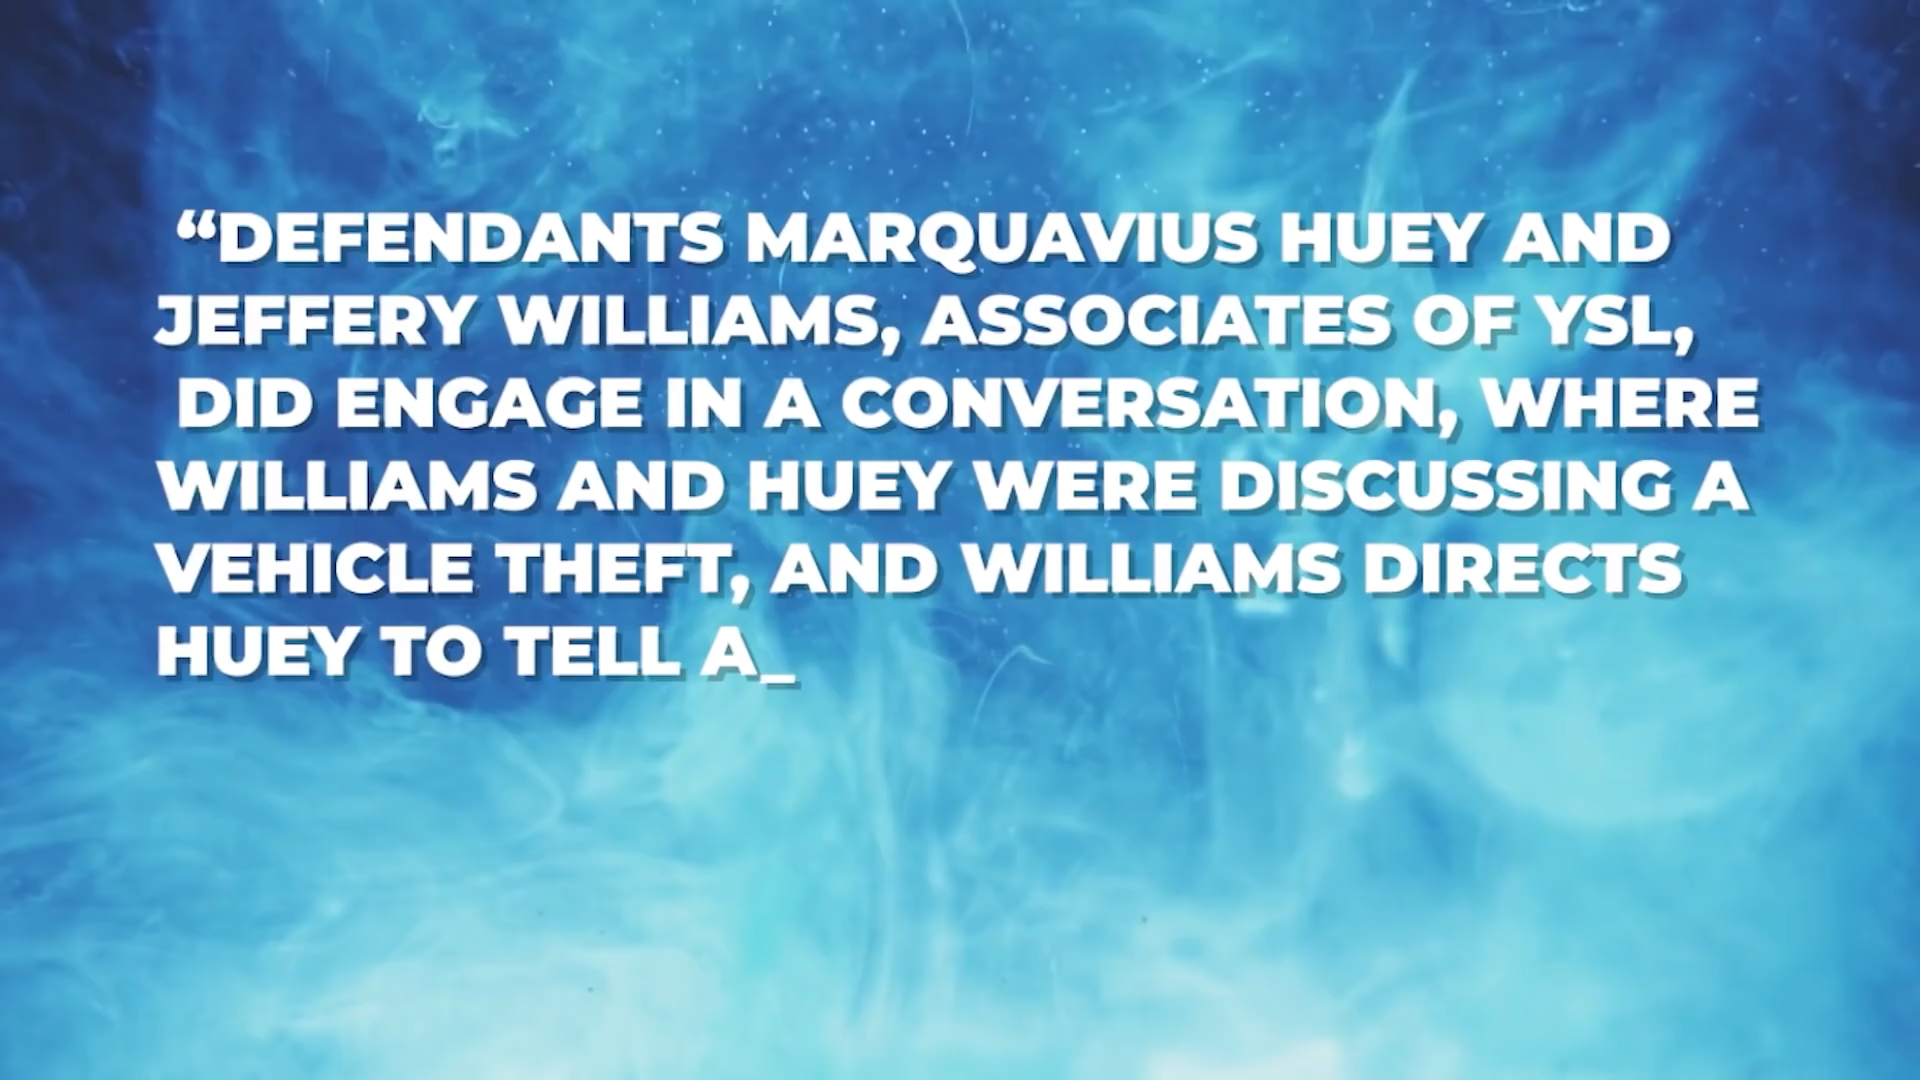 “DEFENDANTS MARQUAVIUS HUEY AND
JEFFERY WILLIAMS, ASSOCIATES OF YSL,
DID ENGAGE IN A CONVERSATION, WHERE
WILLIAMS AND HUEY WERE DISCUSSING A
VEHICLE THEFT, AND WILLIAMS DIRECTS
HUEY TO TELL A_